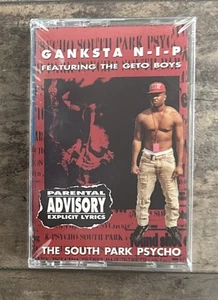 GANKSTA N-I-P
FEATURING THE GETO BOYS
PARENTAL
ADVISORY
EXPLICIT LYRICS
THE SOUTH PARK PSYCHO